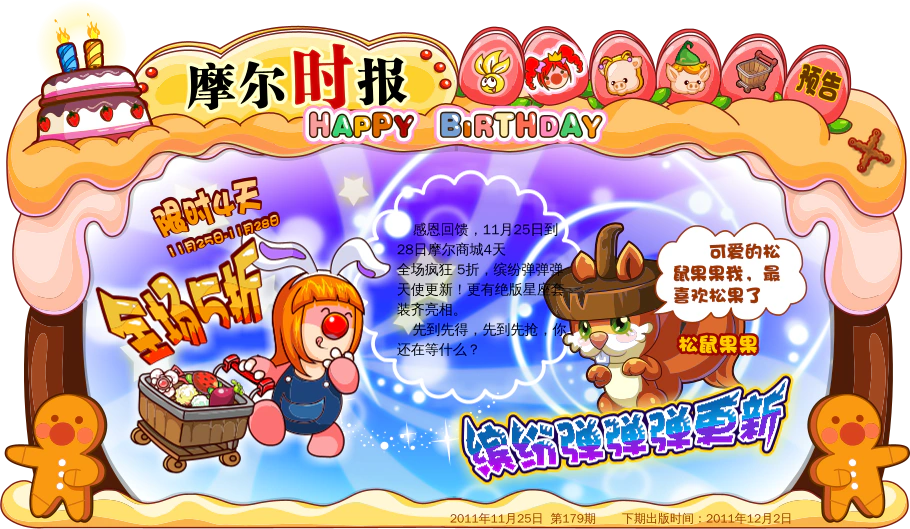 摩尔时报
HAPPY BIRTHDAY
预告
限时4天
11月25日-11月28日
全场5折
感恩回馈，11月25日到
28日摩尔商城4天
全场疯狂 5折，缤纷弹弹弹
天使更新！更有绝版星座套
装齐亮相。
先到先得，先到先抢，你
还在等什么？
可爱的松
鼠果果我，最
喜欢松果了
松鼠果果
缤纷弹弹弹更新
2011年11月25日 第179期 下期出版时间：2011年12月2日